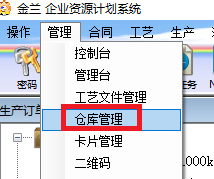 金兰 企业资源计划系统
操作 管理 合同 工艺 生产
控制台
管理台
工艺文件管理
仓库管理
卡片管理
二维码
生产订单
000k